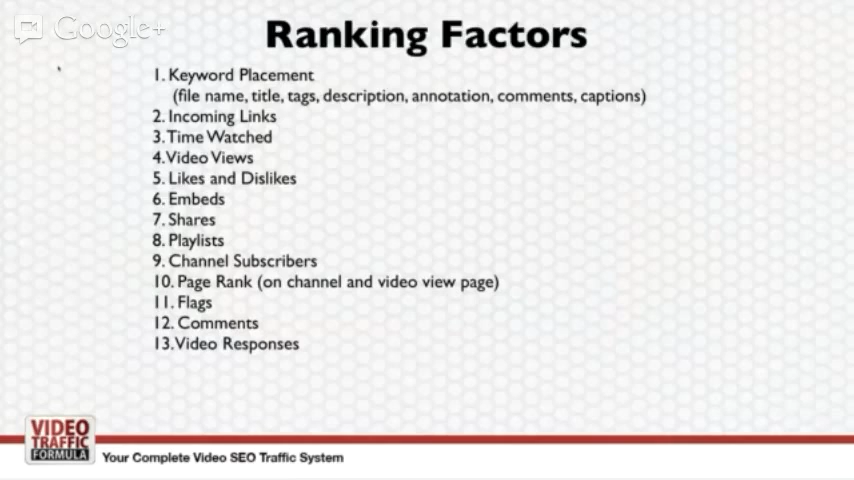 Google+
Ranking Factors
1. Keyword Placement
(file name, title, tags, description, annotation, comments, captions)
2. Incoming Links
3. Time Watched
4. Video Views
5. Likes and Dislikes
6. Embeds
7. Shares
8. Playlists
9. Channel Subscribers
10. Page Rank (on channel and video view page)
11. Flags
12. Comments
13. Video Responses
VIDEO
TRAFFIC
FORMULA
Your Complete Video SEO Traffic System